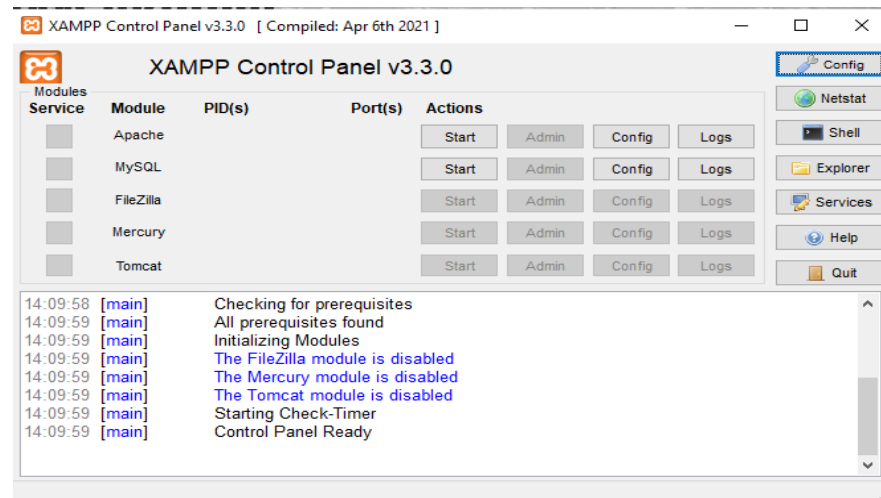 XAMPP Control Panel v3.3.0 [ Compiled: Apr 6th 2021 ]
XAMPP Control Panel v3.3.0
Config
Modules
Service Module PID(s) Port(s) Actions
Netstat
Apache Start Admin Config Logs
Shell
MySQL Start Admin Config Logs
Explorer
FileZilla Start Admin Config Logs
Services
Mercury Start Admin Config Logs
Help
Tomcat Start Admin Config Logs
Quit
14:09:58 [main] Checking for prerequisites
14:09:59 [main] All prerequisites found
14:09:59 [main] Initializing Modules
14:09:59 [main] The FileZilla module is disabled
14:09:59 [main] The Mercury module is disabled
14:09:59 [main] The Tomcat module is disabled
14:09:59 [main] Starting Check-Timer
14:09:59 [main] Control Panel Ready